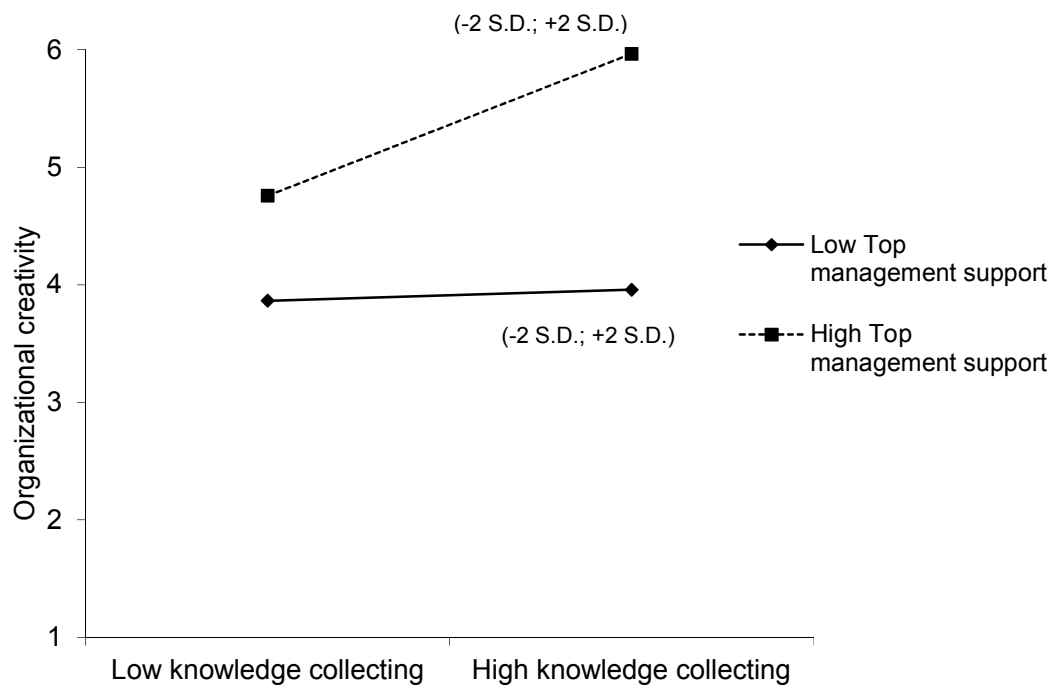 (-2 S.D.; +2 S.D.)
6
5
4
3
2
1
Organizational creativity
(-2 S.D.; +2 S.D.)
Low knowledge collecting
High knowledge collecting
Low Top
management support
High Top
management support